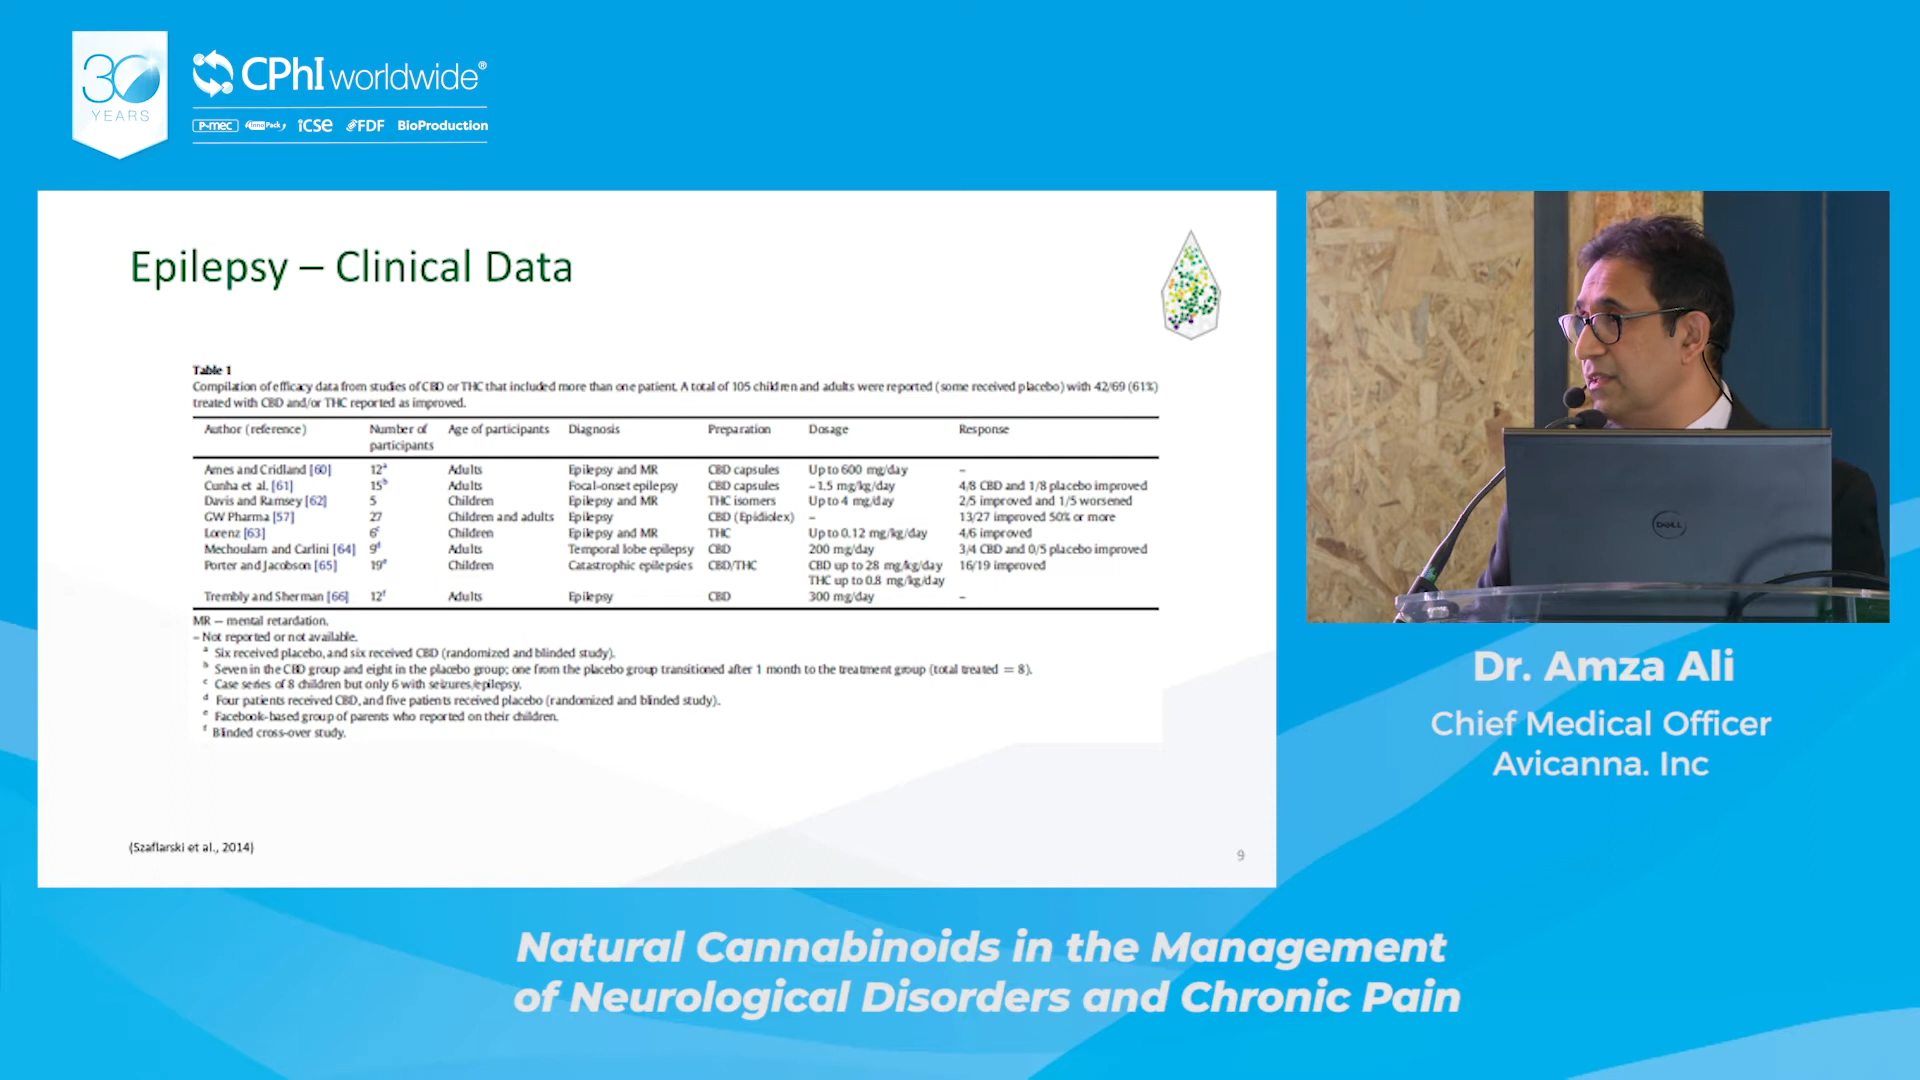 30
YEARS
CPhI worldwide®
P-mec InnoPack iCSE FDF BioProduction
Epilepsy – Clinical Data
Table 1
Compilation of efficacy data from studies of CBD or THC that included more than one patient. A total of 105 children and adults were reported (some received placebo) with 42/69 (61%)
treated with CBD and/or THC reported as improved.
Author (reference) Number of participants Age of participants Diagnosis Preparation Dosage Response
Ames and Cridland [60] 12a Adults Epilepsy and MR CBD capsules Up to 600 mg/day –
Cunha et al. [61] 15b Adults Focal-onset epilepsy CBD capsules ~1.5 mg/kg/day 4/8 CBD and 1/8 placebo improved
Davis and Ramsey [62] 5 Children Epilepsy and MR THC isomers Up to 4 mg/day 2/5 improved and 1/5 worsened
GW Pharma [57] 27 Children and adults Epilepsy CBD (Epidiolex) – 13/27 improved 50% or more
Lorenz [63] 6c Children Epilepsy and MR THC Up to 0.12 mg/kg/day 4/6 improved
Mechoulam and Carlini [64] 9d Adults Temporal lobe epilepsy CBD 200 mg/day 3/4 CBD and 0/5 placebo improved
Porter and Jacobson [65] 19e Children Catastrophic epilepsies CBD/THC CBD up to 28 mg/kg/day 16/19 improved
THC up to 0.8 mg/kg/day
Trembly and Sherman [66] 12f Adults Epilepsy CBD 300 mg/day –
MR – mental retardation.
– Not reported or not available.
a Six received placebo, and six received CBD (randomized and blinded study).
b Seven in the CBD group and eight in the placebo group; one from the placebo group transitioned after 1 month to the treatment group (total treated = 8).
c Case series of 8 children but only 6 with seizures/epilepsy.
d Four patients received CBD, and five patients received placebo (randomized and blinded study).
e Facebook-based group of parents who reported on their children.
f Blinded cross-over study.
(Szaflarski et al., 2014)
9
DELL
Dr. Amza Ali
Chief Medical Officer
Avicanna. Inc
Natural Cannabinoids in the Management
of Neurological Disorders and Chronic Pain